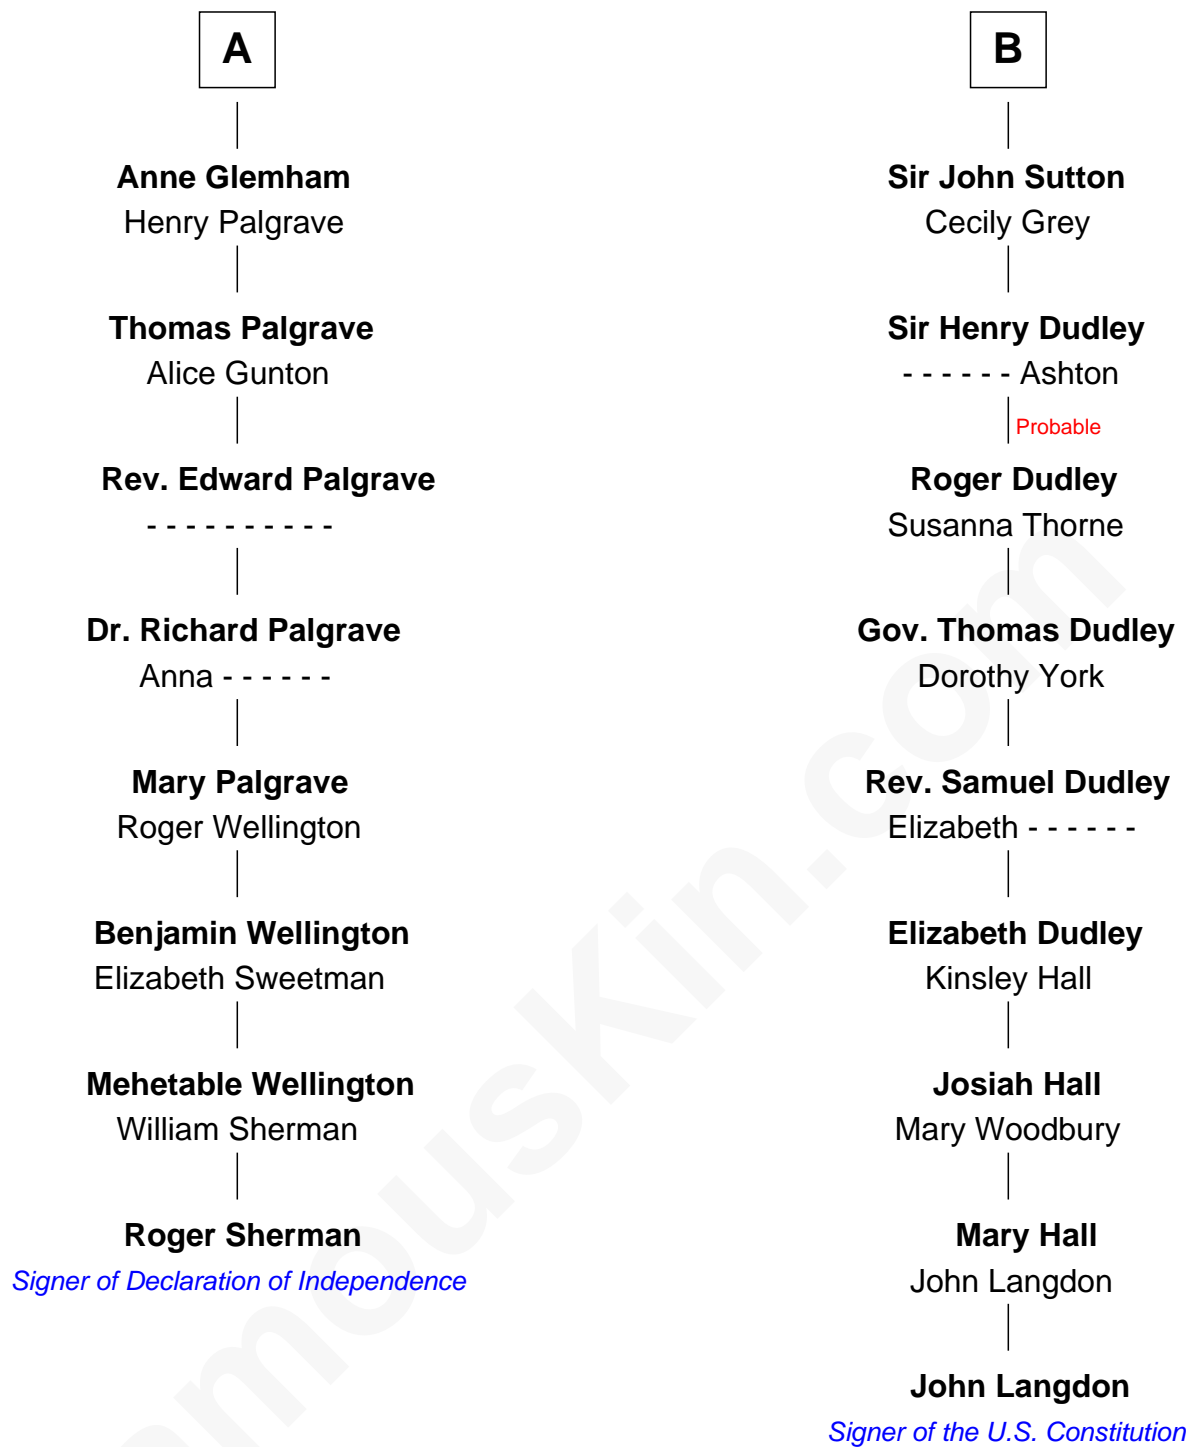 A
Anne Glemham
Henry Palgrave
Thomas Palgrave
Alice Gunton
Rev. Edward Palgrave
- - - - - - - - - -
Dr. Richard Palgrave
Anna - - - - - -
Mary Palgrave
Roger Wellington
Benjamin Wellington
Elizabeth Sweetman
Mehetable Wellington
William Sherman
Roger Sherman
Signer of Declaration of Independence
B
Sir John Sutton
Cecily Grey
Sir Henry Dudley
- - - - - - Ashton
Probable
Roger Dudley
Susanna Thorne
Gov. Thomas Dudley
Dorothy York
Rev. Samuel Dudley
Elizabeth - - - - - -
Elizabeth Dudley
Kinsley Hall
Josiah Hall
Mary Woodbury
Mary Hall
John Langdon
John Langdon
Signer of the U.S. Constitution
amousKin.com